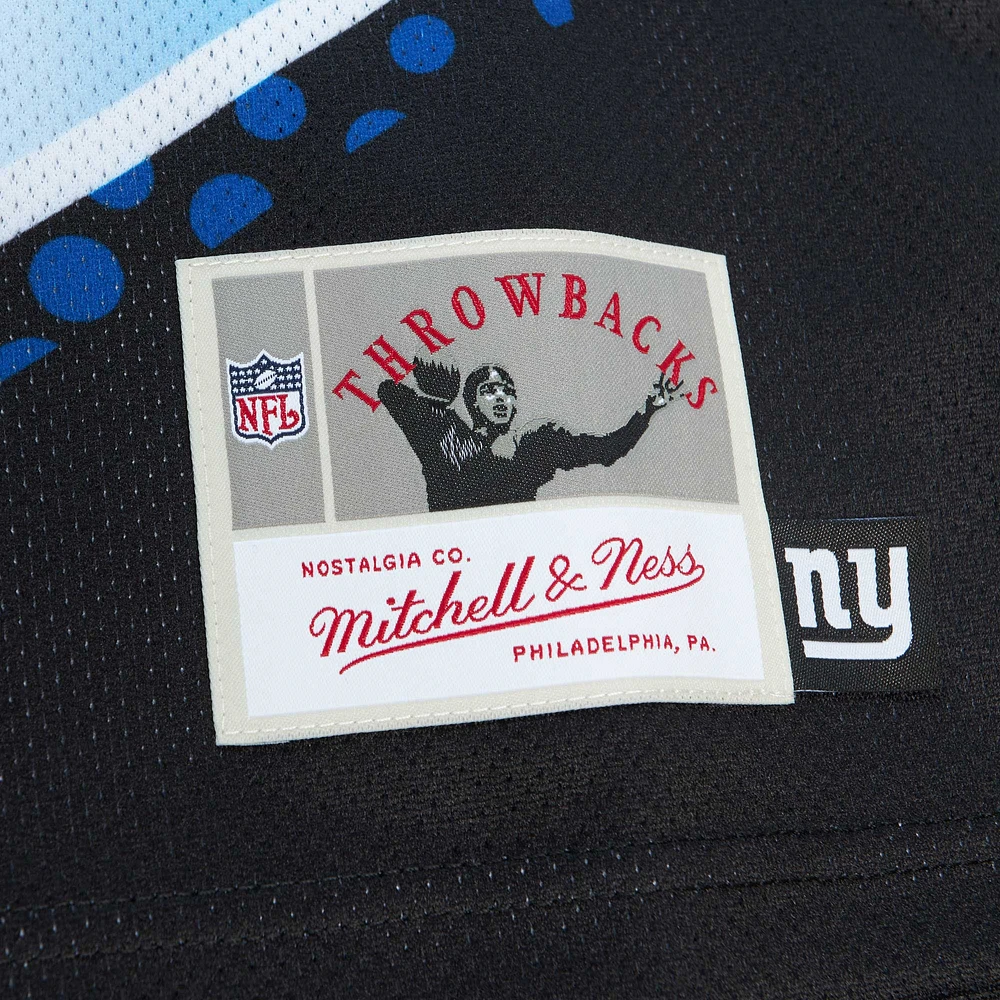 THROWBACKS
NFL
NOSTALGIA CO.
Mitchell & Ness
PHILADELPHIA, PA.
ny